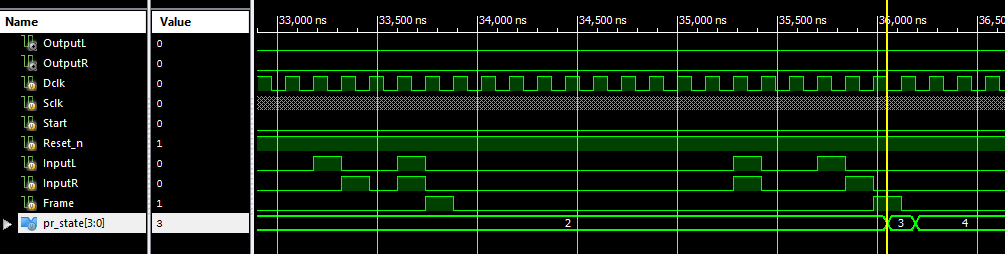 Name Value
33,000 ns 33,500 ns 34,000 ns 34,500 ns 35,000 ns 35,500 ns 36,000 ns 36,50
OutputL 0
OutputR 0
Dclk 0
Sclk 0
Start 0
Reset_n 1
InputL 0
InputR 0
Frame 1
pr_state[3:0] 3 2 3 4